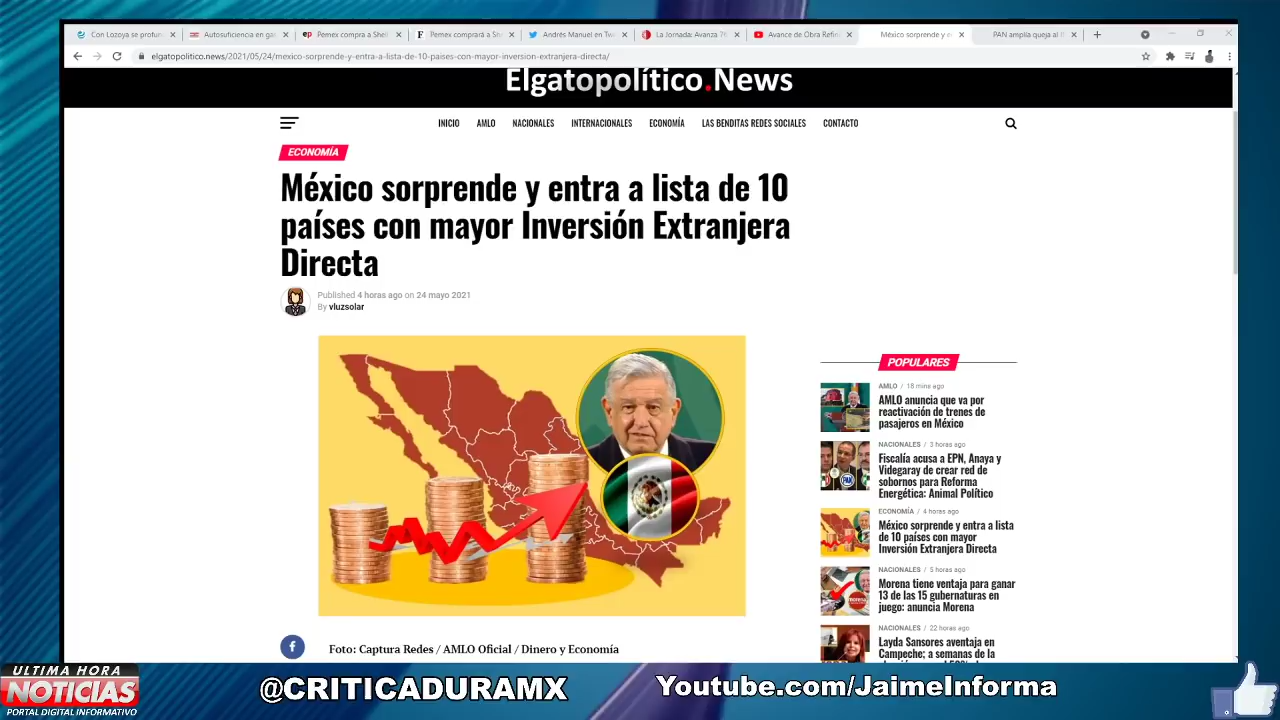 Con Lozoya se profun
Autosuficiencia en gas
Pemex compra a Shell
Pemex comprará a Sh
Andrés Manuel en Tw
La Jornada: Avanza 76
Avance de Obra Refin
México sorprende y e
PAN amplía queja al I
elgatopolitico.news/2021/05/24/mexico-sorprende-y-entra-a-lista-de-10-paises-con-mayor-inversion-extranjera-directa/
Elgatopolítico.News
INICIO AMLO NACIONALES INTERNACIONALES ECONOMÍA LAS BENDITAS REDES SOCIALES CONTACTO
ECONOMÍA
México sorprende y entra a lista de 10
países con mayor Inversión Extranjera
Directa
Published 4 horas ago on 24 mayo 2021
By vluzsolar
POPULARES
AMLO / 18 mins ago
AMLO anuncia que va por
reactivación de trenes de
pasajeros en México
NACIONALES / 3 horas ago
Fiscalía acusa a EPN, Anaya y
Videgaray de crear red de
sobornos para Reforma
Energética: Animal Político
ECONOMÍA / 4 horas ago
México sorprende y entra a lista
de 10 países con mayor
Inversión Extranjera Directa
NACIONALES / 5 horas ago
Morena tiene ventaja para ganar
13 de las 15 gubernaturas en
juego: anuncia Morena
NACIONALES / 22 horas ago
Layda Sansores aventaja en
Campeche; a semanas de la
Foto: Captura Redes / AMLO Oficial / Dinero y Economía
ULTIMA HORA
NOTICIAS
PORTAL DIGITAL INFORMATIVO
@CRITICADURAMX
Youtube.com/JaimeInforma